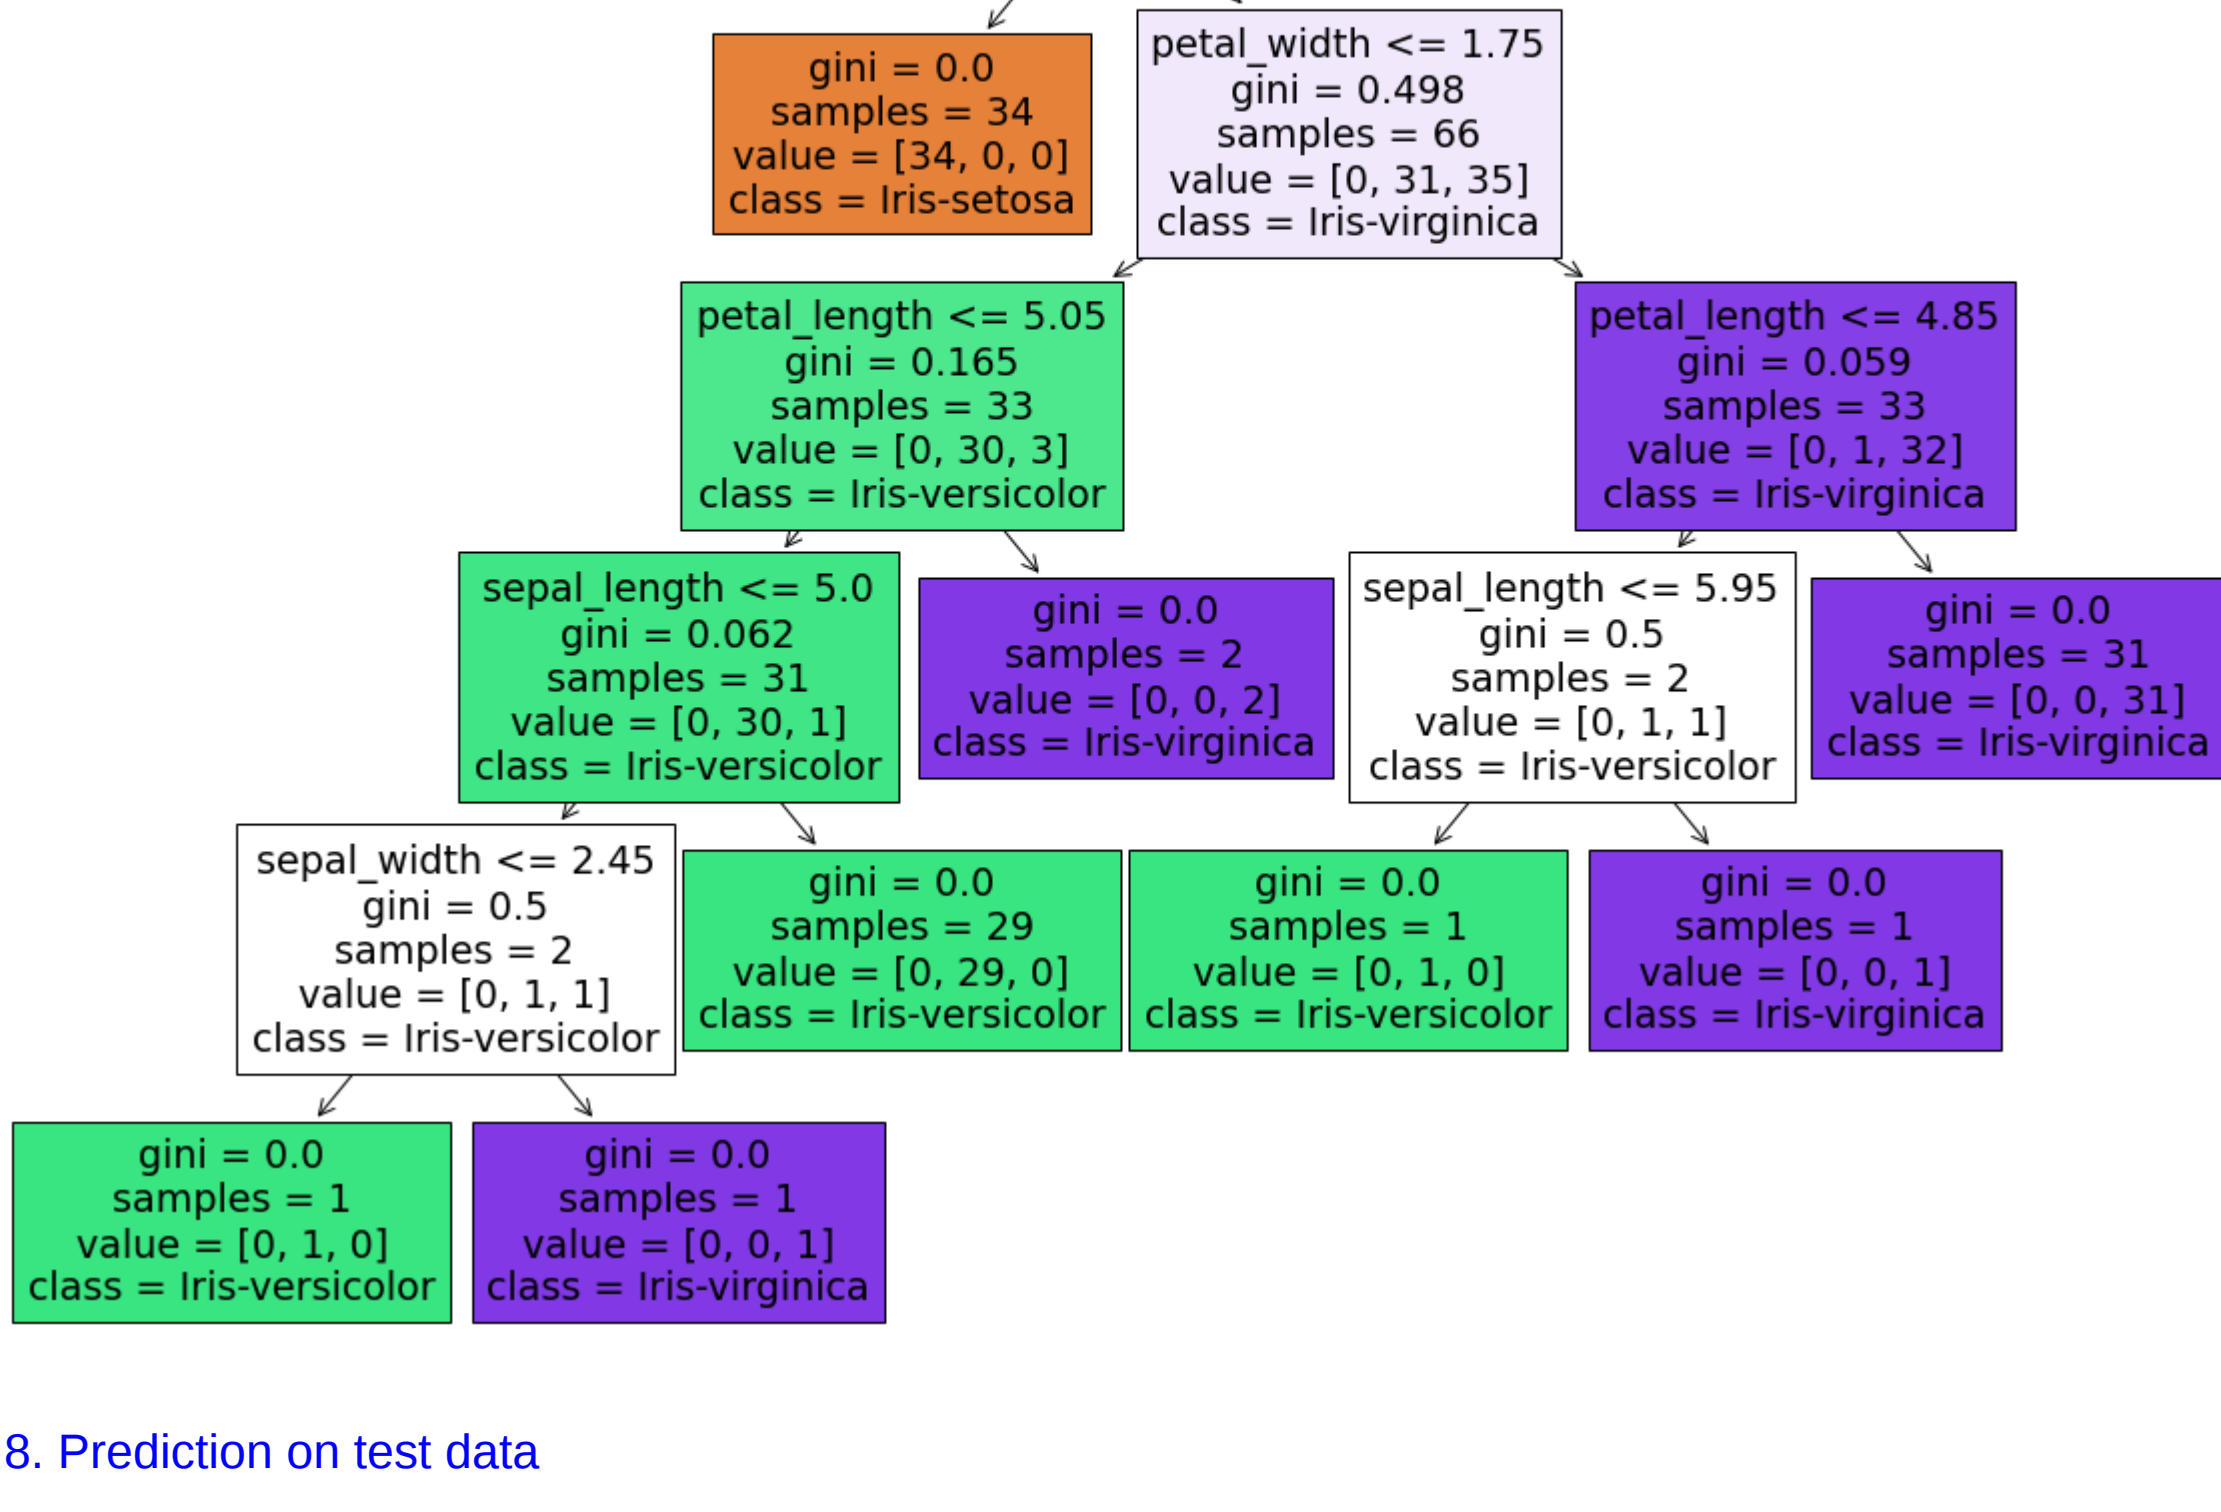 gini = 0.0
samples = 34
value = [34, 0, 0]
class = Iris-setosa
petal_width <= 1.75
gini = 0.498
samples = 66
value = [0, 31, 35]
class = Iris-virginica
petal_length <= 5.05
gini = 0.165
samples = 33
value = [0, 30, 3]
class = Iris-versicolor
petal_length <= 4.85
gini = 0.059
samples = 33
value = [0, 1, 32]
class = Iris-virginica
sepal_length <= 5.0
gini = 0.062
samples = 31
value = [0, 30, 1]
class = Iris-versicolor
gini = 0.0
samples = 2
value = [0, 0, 2]
class = Iris-virginica
sepal_length <= 5.95
gini = 0.5
samples = 2
value = [0, 1, 1]
class = Iris-versicolor
gini = 0.0
samples = 31
value = [0, 0, 31]
class = Iris-virginica
sepal_width <= 2.45
gini = 0.5
samples = 2
value = [0, 1, 1]
class = Iris-versicolor
gini = 0.0
samples = 29
value = [0, 29, 0]
class = Iris-versicolor
gini = 0.0
samples = 1
value = [0, 1, 0]
class = Iris-versicolor
gini = 0.0
samples = 1
value = [0, 0, 1]
class = Iris-virginica
gini = 0.0
samples = 1
value = [0, 1, 0]
class = Iris-versicolor
gini = 0.0
samples = 1
value = [0, 0, 1]
class = Iris-virginica
8. Prediction on test data